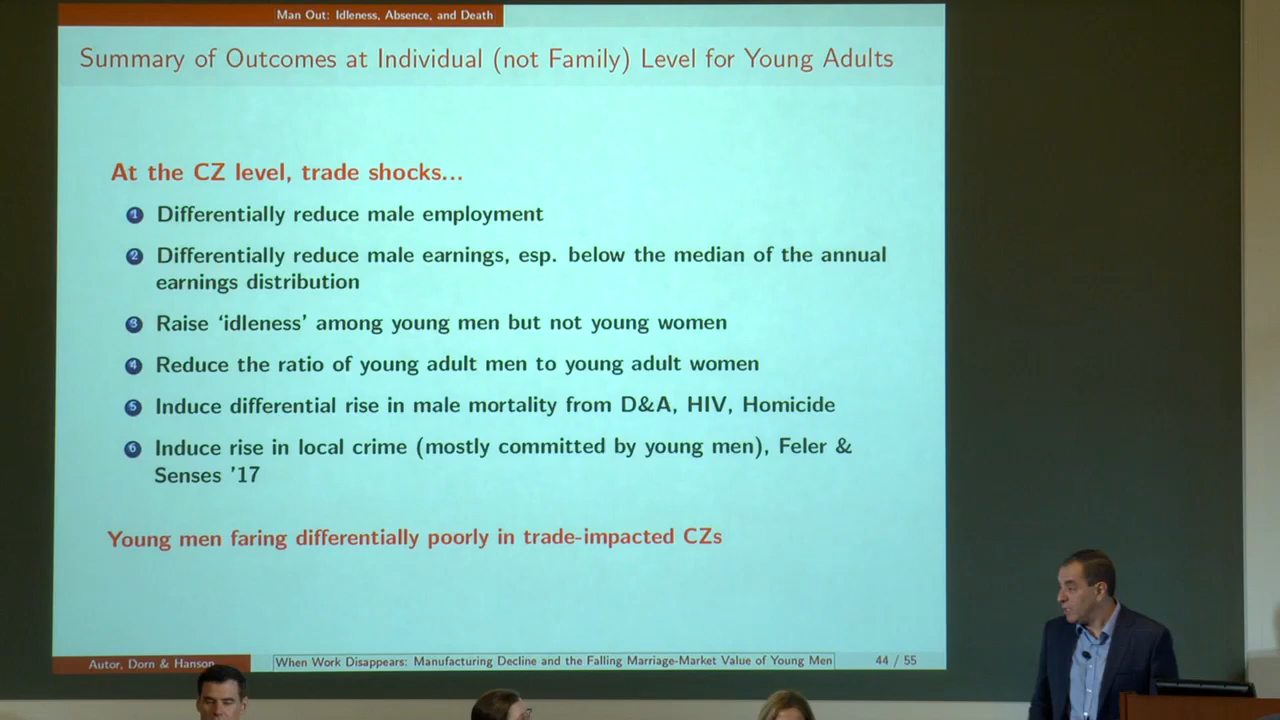 Man Out: Idleness, Absence, and Death
Summary of Outcomes at Individual (not Family) Level for Young Adults
At the CZ level, trade shocks...
1 Differentially reduce male employment
2 Differentially reduce male earnings, esp. below the median of the annual
earnings distribution
3 Raise ‘idleness’ among young men but not young women
4 Reduce the ratio of young adult men to young adult women
5 Induce differential rise in male mortality from D&A, HIV, Homicide
6 Induce rise in local crime (mostly committed by young men), Feler &
Senses ’17
Young men faring differentially poorly in trade-impacted CZs
Autor, Dorn & Hanson
When Work Disappears: Manufacturing Decline and the Falling Marriage-Market Value of Young Men
44 / 55